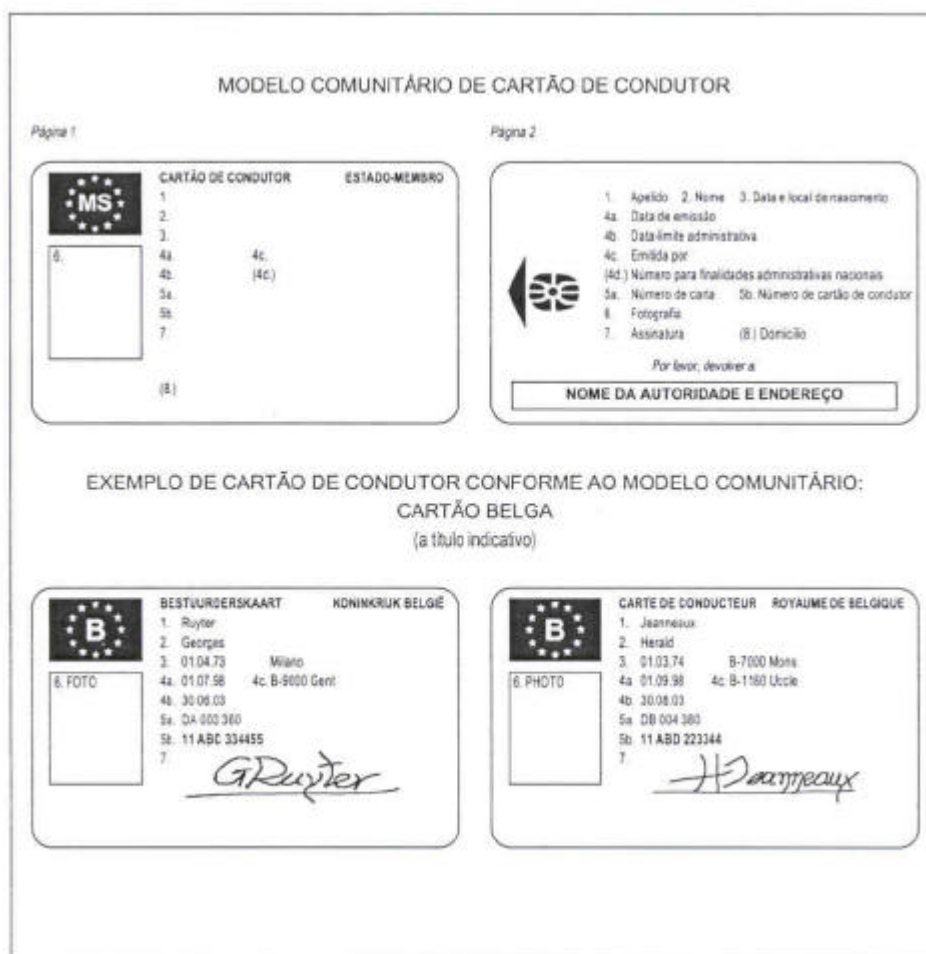 MODELO COMUNITÁRIO DE CARTÃO DE CONDUTOR
Página 1
MS
CARTÃO DE CONDUTOR ESTADO-MEMBRO
1
2.
3.
4a 4c.
4b. (4d.)
5a.
5b.
7
(8.)
6.
Página 2
1. Apelido 2. Nome 3. Data e local de nascimento
4a. Data de emissão
4b. Data-limite administrativa
4c. Emitida por
(4d.) Número para finalidades administrativas nacionais
5a. Número de carta 5b. Número de cartão de condutor
6. Fotografia
7. Assinatura (8.) Domicílio
Por favor, devolver a:
NOME DA AUTORIDADE E ENDEREÇO
EXEMPLO DE CARTÃO DE CONDUTOR CONFORME AO MODELO COMUNITÁRIO:
CARTÃO BELGA
(a título indicativo)
B
BESTUURDERSKAART KONINKRIJK BELGIË
1. Ruyter
2. Georges
3. 01.04.73 Milano
4a. 01.07.98 4c. B-9000 Gent
4b. 30.06.03
5a. DA 003 360
5b. 11 ABC 334455
7.
GRuyter
6. FOTO
B
CARTE DE CONDUCTEUR ROYAUME DE BELGIQUE
1. Jeanneaux
2. Herald
3. 01.03.74 B-7000 Mons
4a. 01.09.98 4c. B-1160 Uccle
4b. 30.08.03
5a. DB 004 380
5b. 11 ABD 223344
7.
HJeanneaux
6. PHOTO